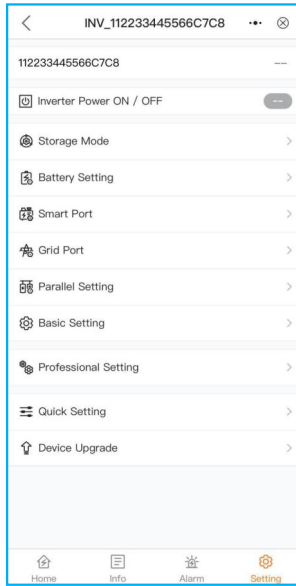 INV_112233445566C7C8
112233445566C7C8 --
Inverter Power ON / OFF --
Storage Mode
Battery Setting
Smart Port
Grid Port
Parallel Setting
Basic Setting
Professional Setting
Quick Setting
Device Upgrade
Home Info Alarm Setting